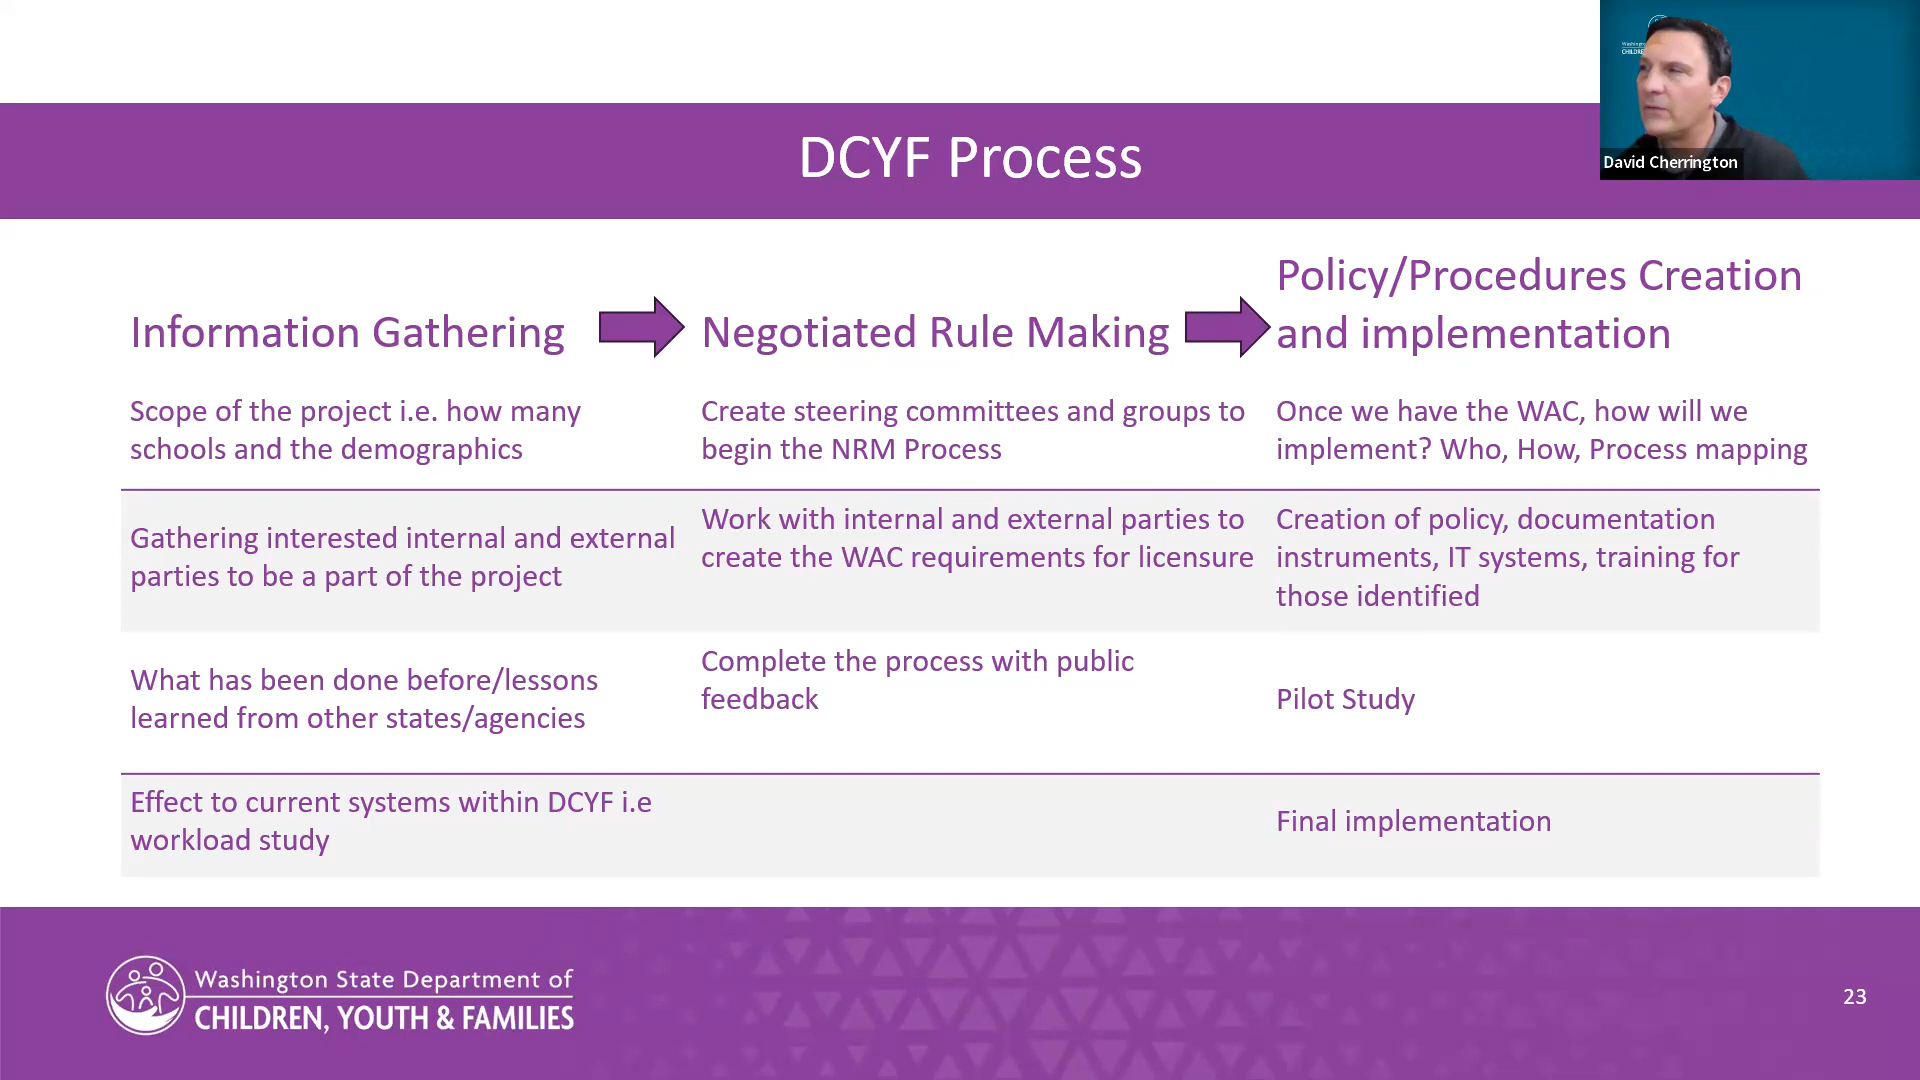 DCYF Process
David Cherrington
Information Gathering
Negotiated Rule Making
Policy/Procedures Creation
and implementation
Scope of the project i.e. how many
schools and the demographics
Create steering committees and groups to
begin the NRM Process
Once we have the WAC, how will we
implement? Who, How, Process mapping
Gathering interested internal and external
parties to be a part of the project
Work with internal and external parties to
create the WAC requirements for licensure
Creation of policy, documentation
instruments, IT systems, training for
those identified
What has been done before/lessons
learned from other states/agencies
Complete the process with public
feedback
Pilot Study
Effect to current systems within DCYF i.e
workload study
Final implementation
Washington State Department of
CHILDREN, YOUTH & FAMILIES
23